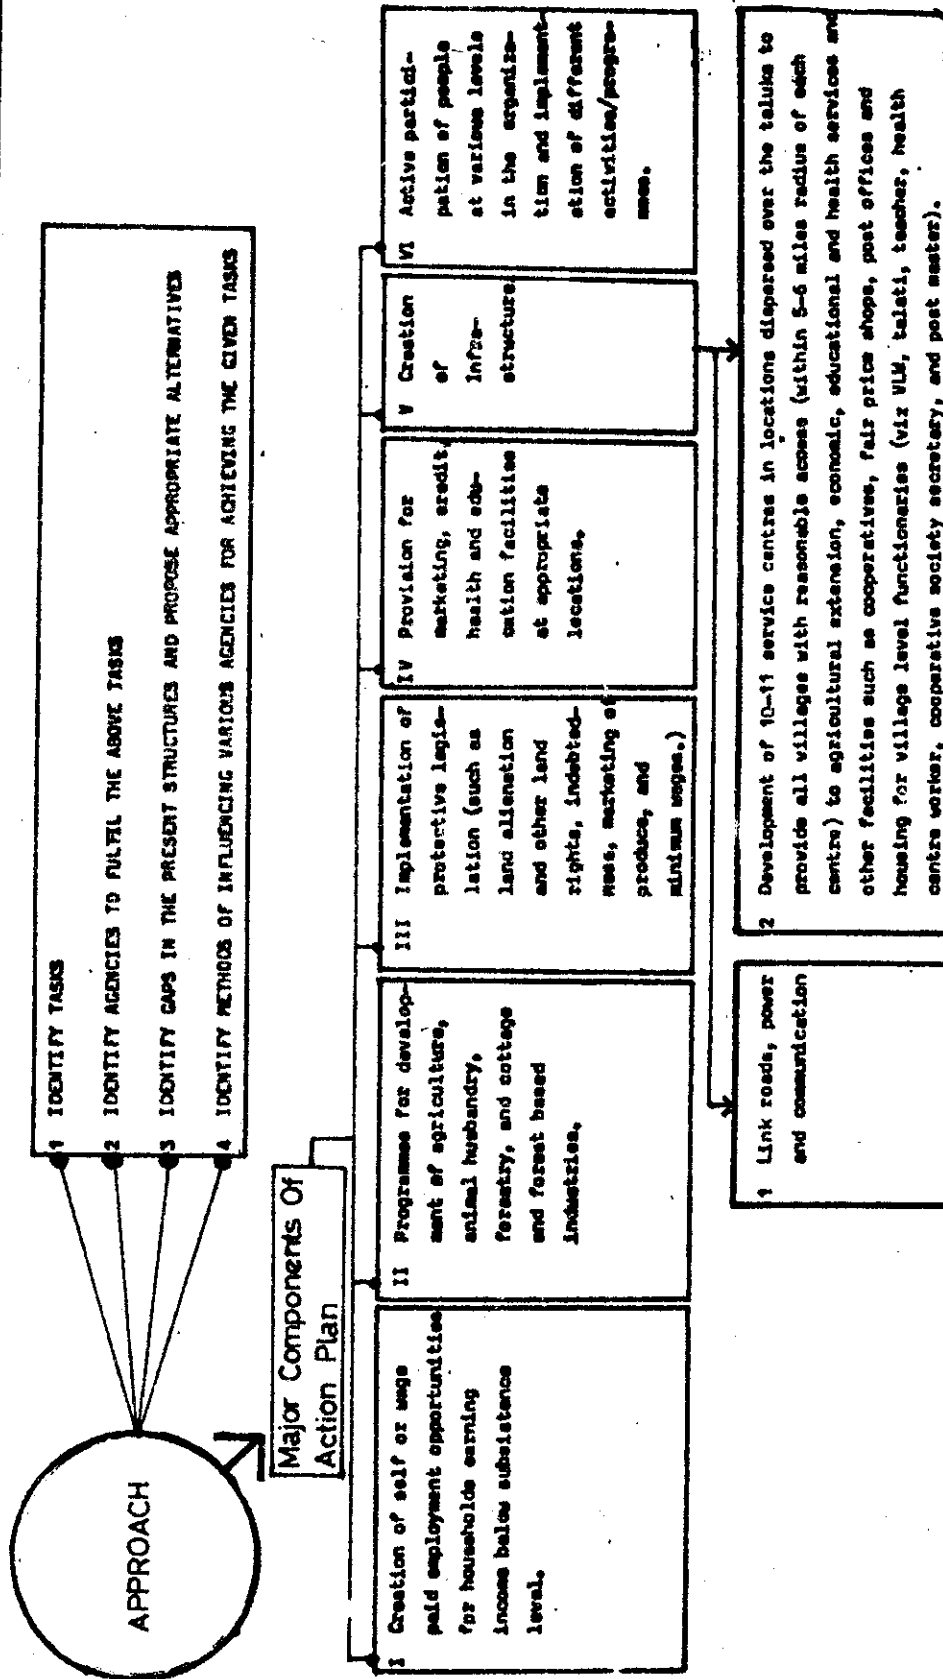 APPROACH
1 IDENTIFY TASKS
2 IDENTIFY AGENCIES TO FULFIL THE ABOVE TASKS
3 IDENTIFY GAPS IN THE PRESENT STRUCTURES AND PROPOSE APPROPRIATE ALTERNATIVES
4 IDENTIFY METHODS OF INFLUENCING VARIOUS AGENCIES FOR ACHIEVING THE GIVEN TASKS
Major Components Of
Action Plan
I Creation of self or wage
paid employment opportunities
for households earning
income below subsistence
level.
II Programmes for develop-
ment of agriculture,
animal husbandry,
forestry, and cottage
and forest based
industries.
III Implementation of
protective legis-
lation (such as
land alienation
and other land
rights, indebted-
ness, marketing of
produce, and
minimum wages.)
IV Provision for
marketing, credit,
health and edu-
cation facilities
at appropriate
locations.
V Creation
of
Infra-
structure
VI Active partici-
pation of people
at various levels
in the organiza-
tion and implement-
ation of different
activities/progra-
mmes.
1 Link roads, power
and communication
2 Development of 10-11 service centres in locations dispersed over the taluks to
provide all villages with reasonable access (within 5-6 miles radius of each
centre) to agricultural extension, economic, educational and health services and
other facilities such as cooperatives, fair price shops, post offices and
housing for village level functionaries (viz VLW, talati, teacher, health
centre worker, cooperative society secretary, and post master).